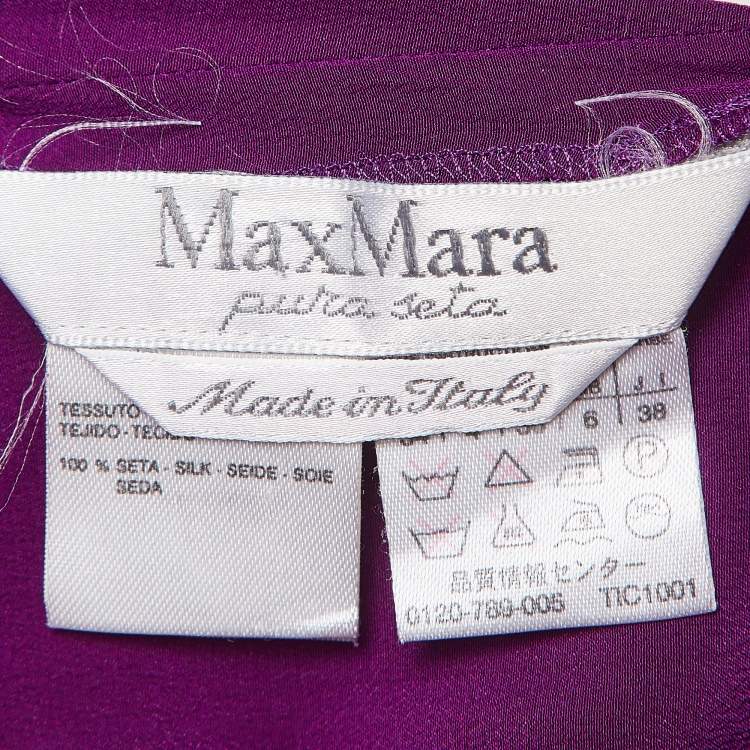 MaxMara
pura seta
Made in Italy
TESSUTO
TEJIDO · 
100 % SETA - SILK - SEIDE - SOIE
SEDA
6 38
品質情報センター
0120-789-005 TIC1001